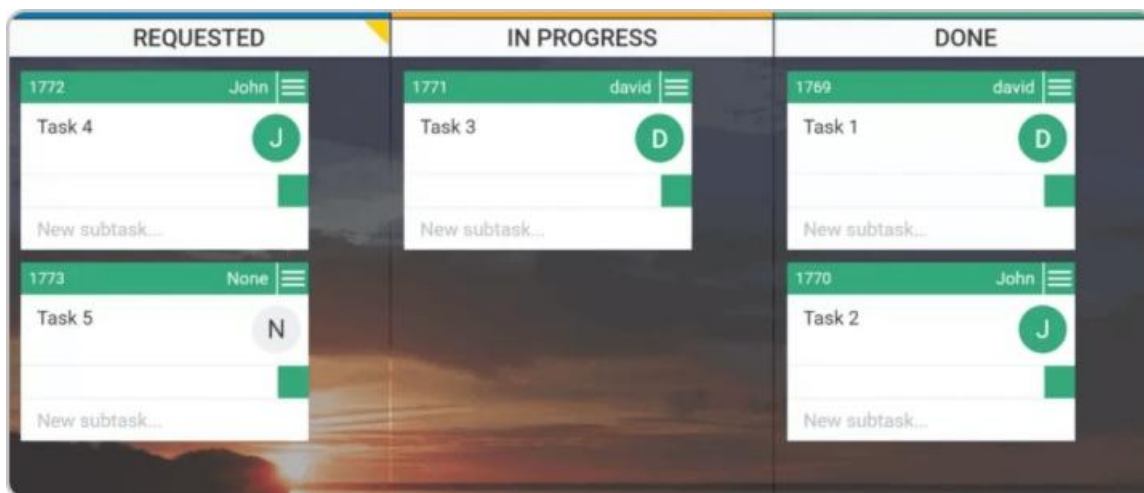 REQUESTED
1772 John
Task 4
J
New subtask...
1773 None
Task 5
N
New subtask...
IN PROGRESS
1771 david
Task 3
D
New subtask...
DONE
1769 david
Task 1
D
New subtask...
1770 John
Task 2
J
New subtask...